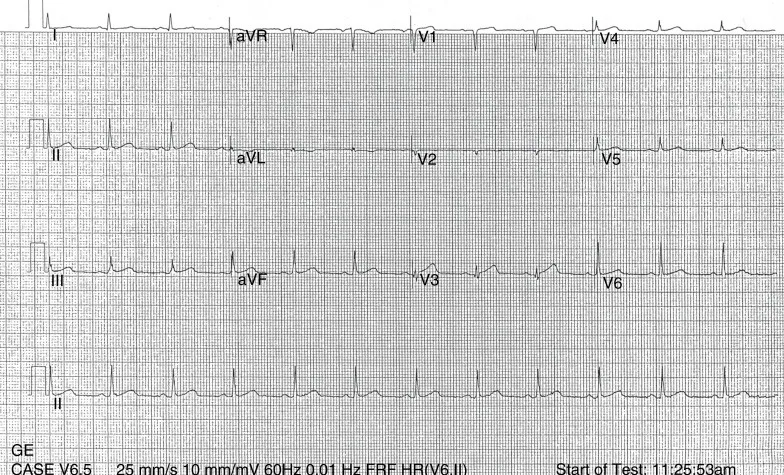 I aVR V1 V4
II aVL V2 V5
III aVF V3 V6
II
GE
CASE V6.5 25 mm/s 10 mm/mV 60Hz 0.01 Hz FRF HR(V6,II) Start of Test: 11:25:53am